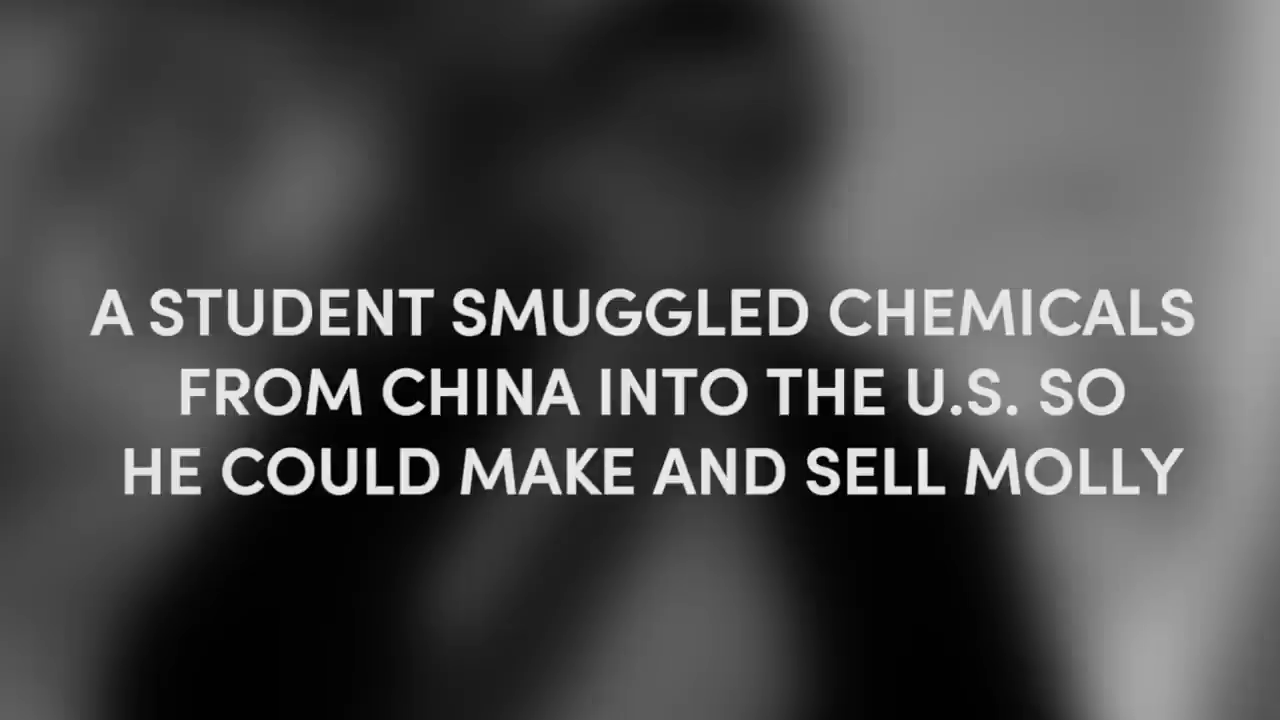 A STUDENT SMUGGLED CHEMICALS
FROM CHINA INTO THE U.S. SO
HE COULD MAKE AND SELL MOLLY